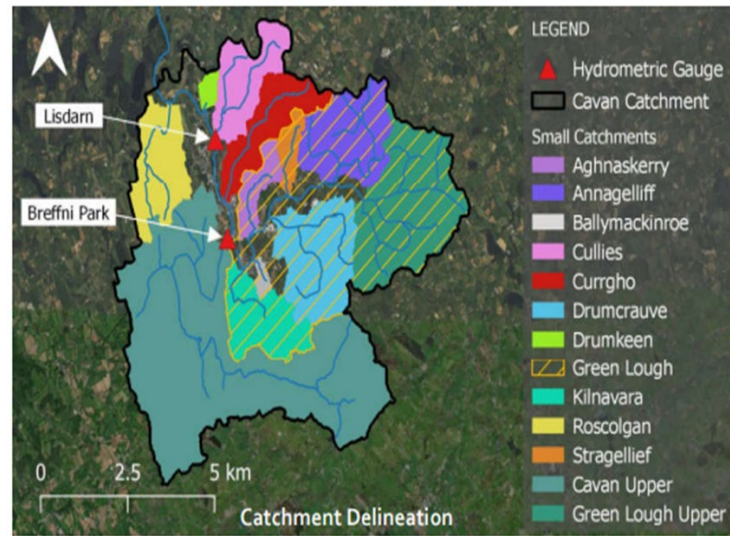 LEGEND
Hydrometric Gauge
Cavan Catchment
Small Catchments
Aghnaskerry
Annagelliff
Ballymackinroe
Cullies
Currgho
Drumcrauve
Drumkeen
Green Lough
Kilnavara
Roscolgan
Stragellief
Cavan Upper
Green Lough Upper
Lisdarn
Breffni Park
0 2.5 5 km
Catchment Delineation